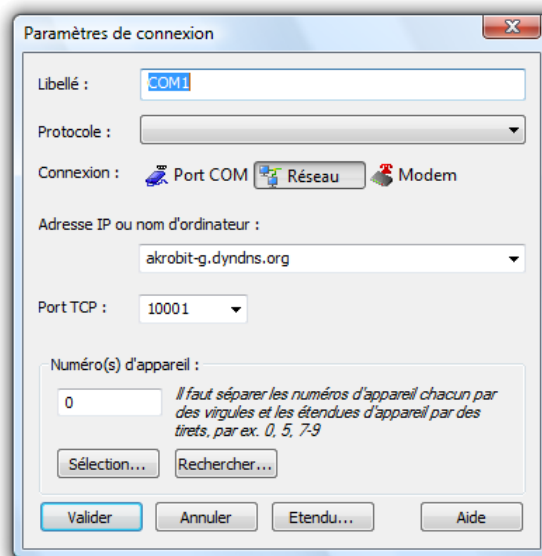 Paramètres de connexion
Libellé :
COM1
Protocole :
Connexion :
Port COM
Réseau
Modem
Adresse IP ou nom d'ordinateur :
akrobit-g.dyndns.org
Port TCP :
10001
Numéro(s) d'appareil :
0
Il faut séparer les numéros d'appareil chacun par
des virgules et les étendues d'appareil par des
tirets, par ex. 0, 5, 7-9
Sélection...
Rechercher...
Valider
Annuler
Etendu...
Aide